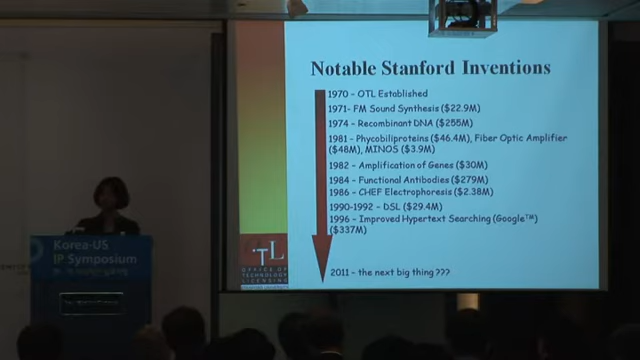 Notable Stanford Inventions
1970 – OTL Established
1971- FM Sound Synthesis ($22.9M)
1974 – Recombinant DNA ($255M)
1981 – Phycobiliproteins ($46.4M), Fiber Optic Amplifier
($48M), MINOS ($3.9M)
1982 – Amplification of Genes ($30M)
1984 – Functional Antibodies ($279M)
1986 – CHEF Electrophoresis ($2.38M)
1990-1992 – DSL ($29.4M)
1996 – Improved Hypertext Searching (Google™)
($337M)
2011 – the next big thing ???
OTL
OFFICE OF
TECHNOLOGY
LICENSING
Korea-US
IP Symposium